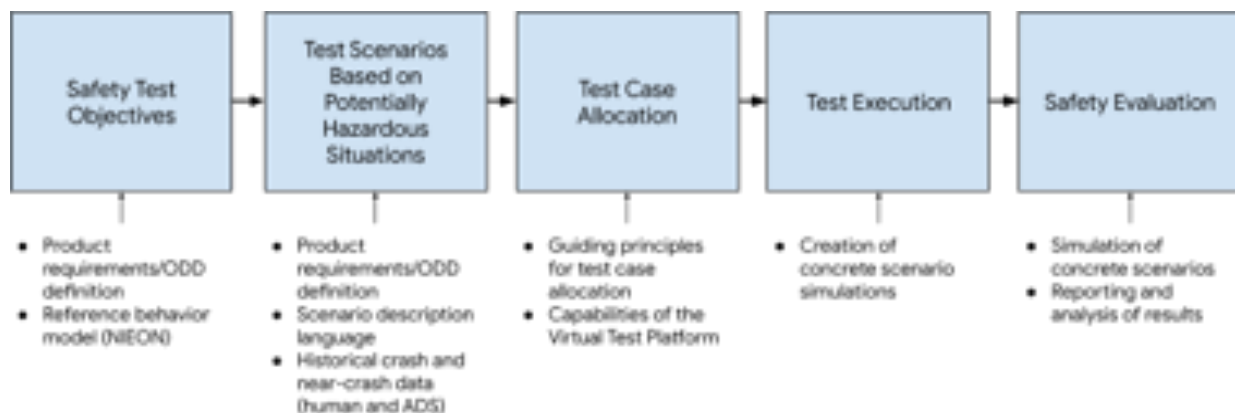 Safety Test
Objectives
Test Scenarios
Based on
Potentially
Hazardous
Situations
Test Case
Allocation
Test Execution
Safety Evaluation
● Product
requirements/ODD
definition
● Reference behavior
model (NIEON)
● Product
requirements/ODD
definition
● Scenario description
language
● Historical crash and
near-crash data
(human and ADS)
● Guiding principles
for test case
allocation
● Capabilities of the
Virtual Test Platform
● Creation of
concrete scenario
simulations
● Simulation of
concrete scenarios
● Reporting and
analysis of results